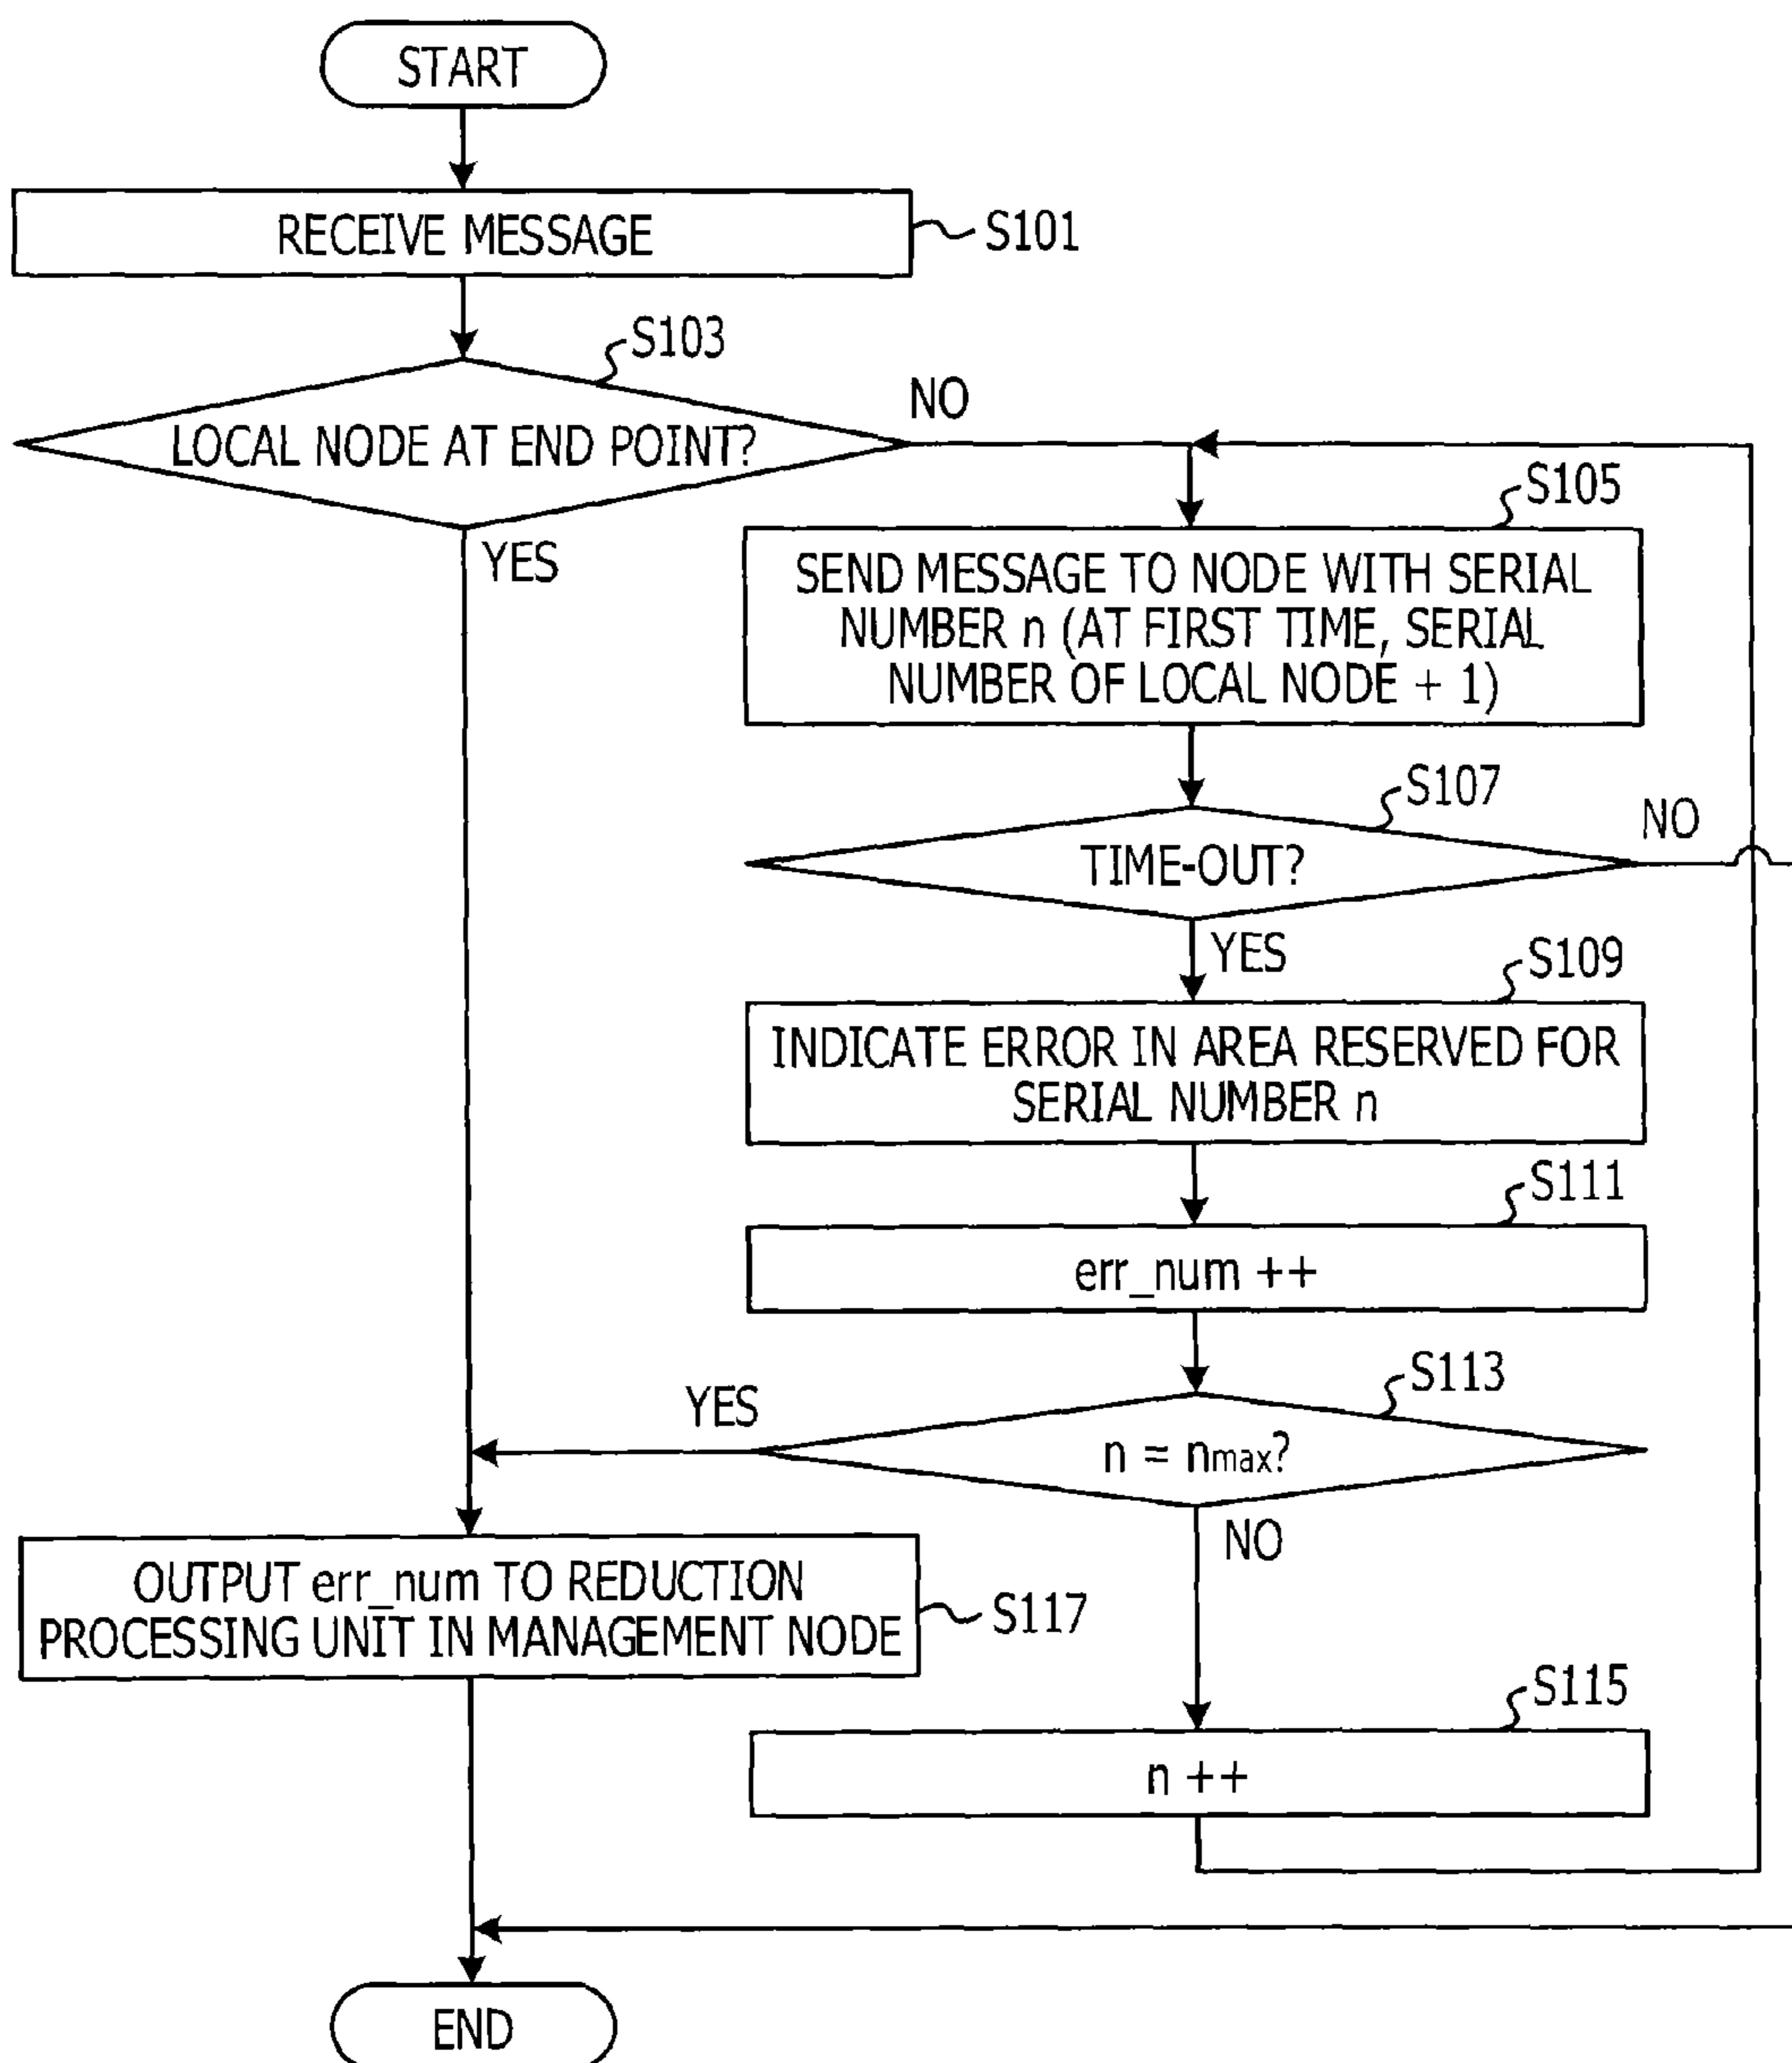 START
RECEIVE MESSAGE
S101
S103
LOCAL NODE AT END POINT?
NO
YES
S105
SEND MESSAGE TO NODE WITH SERIAL
NUMBER n (AT FIRST TIME, SERIAL
NUMBER OF LOCAL NODE + 1)
S107
TIME-OUT?
NO
YES
S109
INDICATE ERROR IN AREA RESERVED FOR
SERIAL NUMBER n
S111
err_num ++
S113
n = nmax?
YES
NO
OUTPUT err_num TO REDUCTION
PROCESSING UNIT IN MANAGEMENT NODE
S117
S115
n ++
END